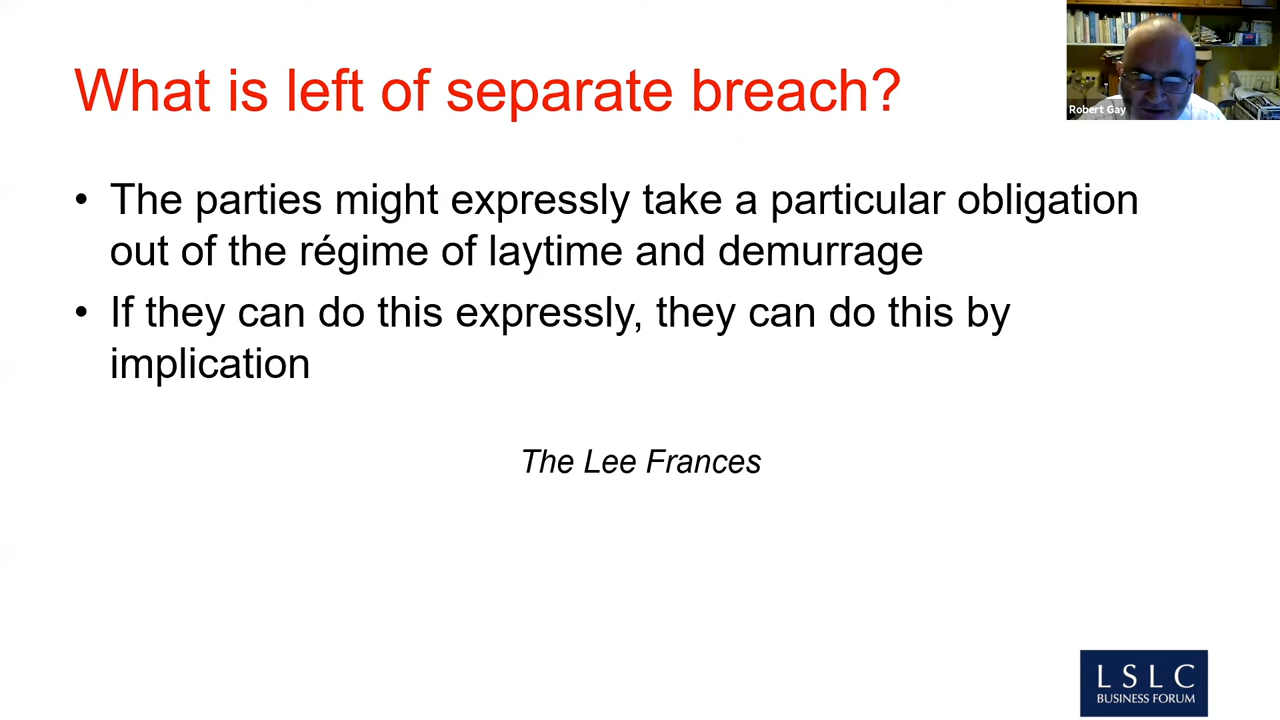 What is left of separate breach?
Robert Gay
• The parties might expressly take a particular obligation
out of the régime of laytime and demurrage
• If they can do this expressly, they can do this by
implication
The Lee Frances
LSLC
BUSINESS FORUM